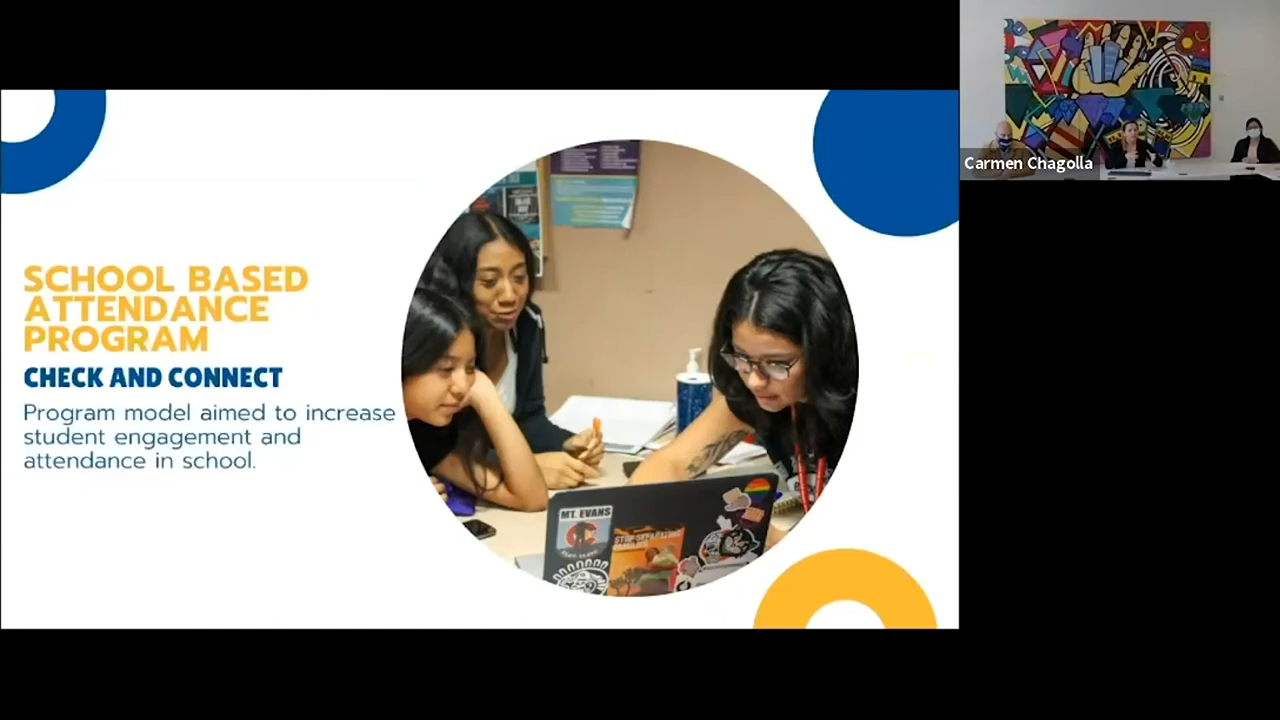 Carmen Chagolla
SCHOOL BASED
ATTENDANCE
PROGRAM
CHECK AND CONNECT
Program model aimed to increase
student engagement and
attendance in school.
MT. EVANS